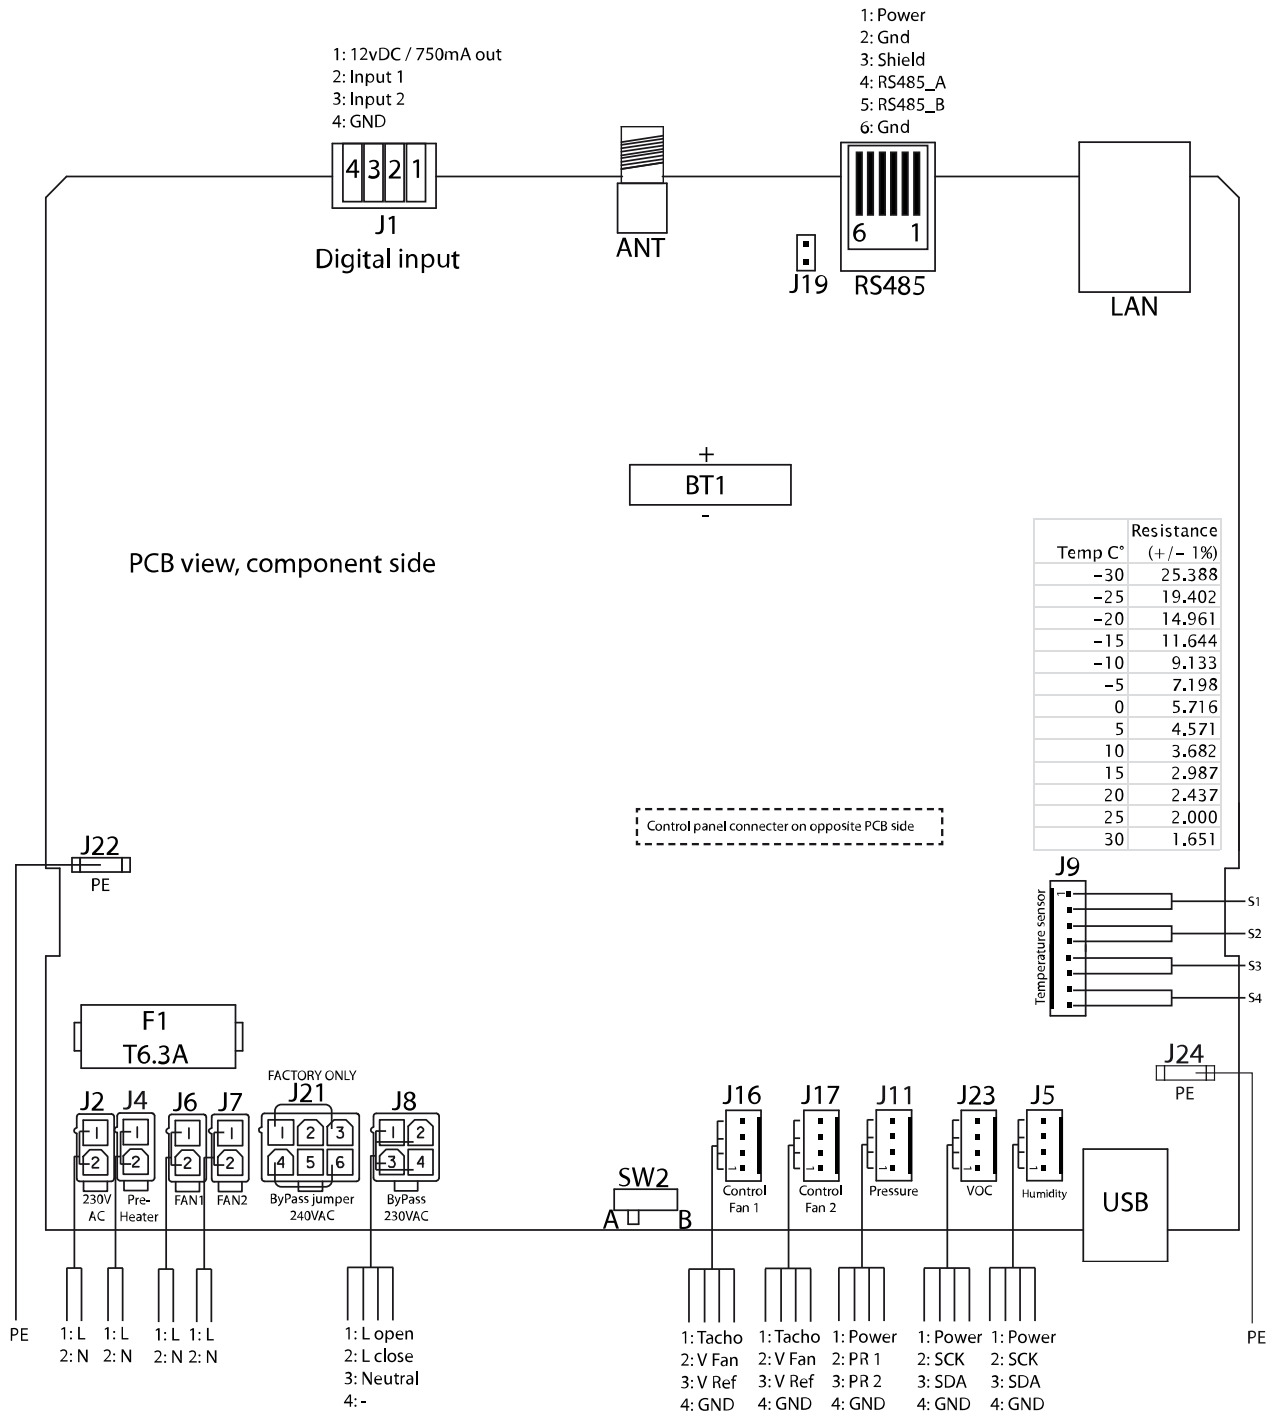 1: Power
2: Gnd
3: Shield
4: RS485_A
5: RS485_B
6: Gnd
1: 12vDC / 750mA out
2: Input 1
3: Input 2
4: GND
4 3 2 1
J1
Digital input
ANT
J19
6 1
RS485
LAN
+
BT1
-
PCB view, component side
Temp C° Resistance (+/- 1%)
-30 25.388
-25 19.402
-20 14.961
-15 11.644
-10 9.133
-5 7.198
0 5.716
5 4.571
10 3.682
15 2.987
20 2.437
25 2.000
30 1.651
Control panel connecter on opposite PCB side
J22
PE
J9
Temperature sensor
1
S1
S2
S3
S4
F1
T6.3A
J24
PE
J2
1
2
230V
AC
J4
1
2
Pre-
Heater
J6
1
2
FAN1
J7
1
2
FAN2
FACTORY ONLY
J21
1 2 3
4 5 6
ByPass jumper
240VAC
J8
1 2
3 4
ByPass
230VAC
SW2
A B
J16
1
Control
Fan 1
J17
1
Control
Fan 2
J11
1
Pressure
J23
1
VOC
J5
1
Humidity
USB
PE
1: L
2: N
1: L
2: N
1: L
2: N
1: L
2: N
1: L open
2: L close
3: Neutral
4: -
1: Tacho
2: V Fan
3: V Ref
4: GND
1: Tacho
2: V Fan
3: V Ref
4: GND
1: Power
2: PR 1
3: PR 2
4: GND
1: Power
2: SCK
3: SDA
4: GND
1: Power
2: SCK
3: SDA
4: GND
PE